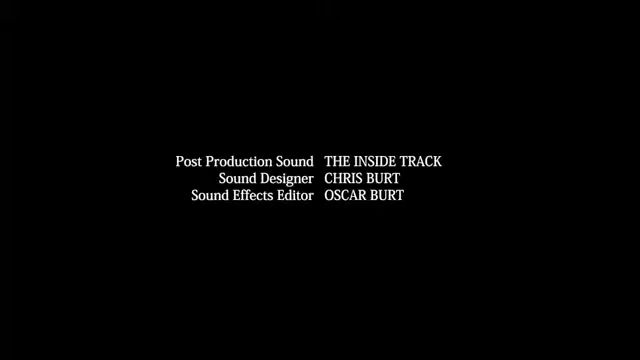 Post Production Sound THE INSIDE TRACK
Sound Designer CHRIS BURT
Sound Effects Editor OSCAR BURT